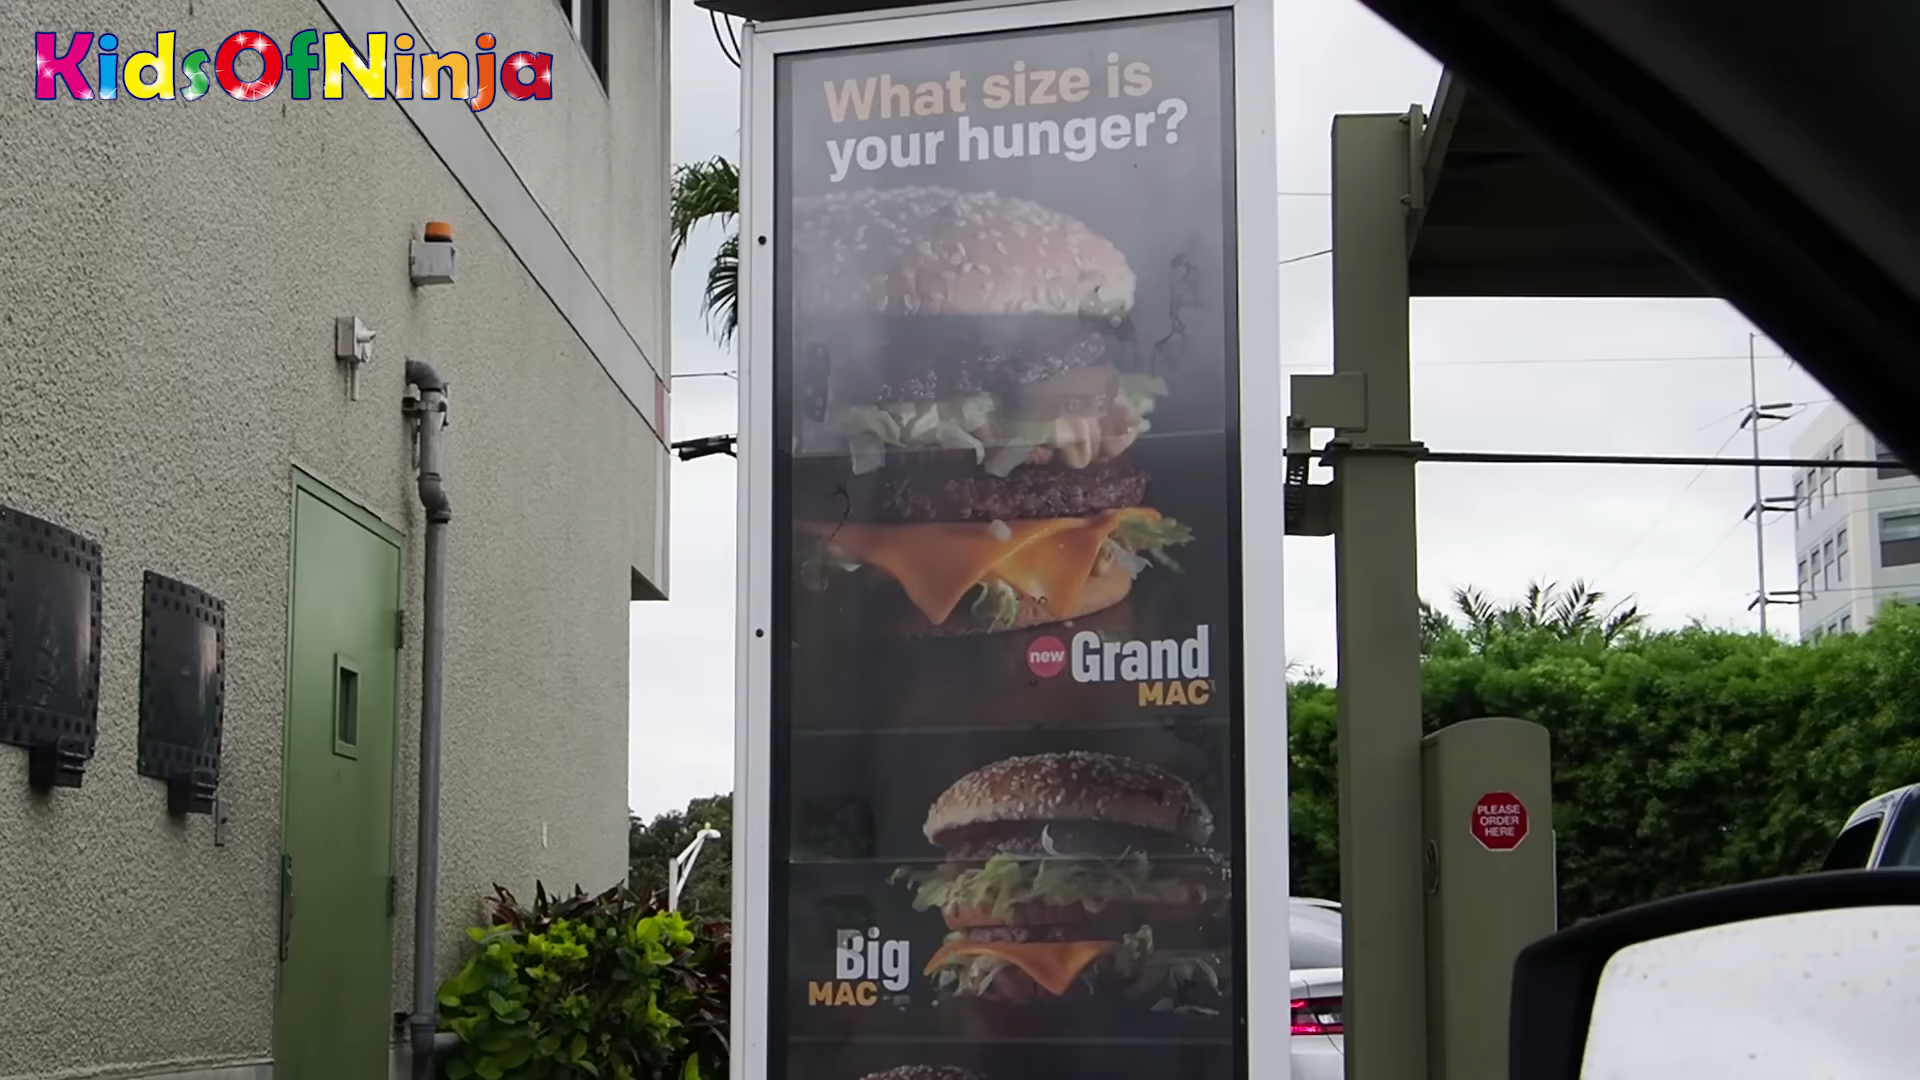 KidsOfNinja
What size is
your hunger?
new Grand
MAC
Big
MAC
PLEASE
ORDER
HERE